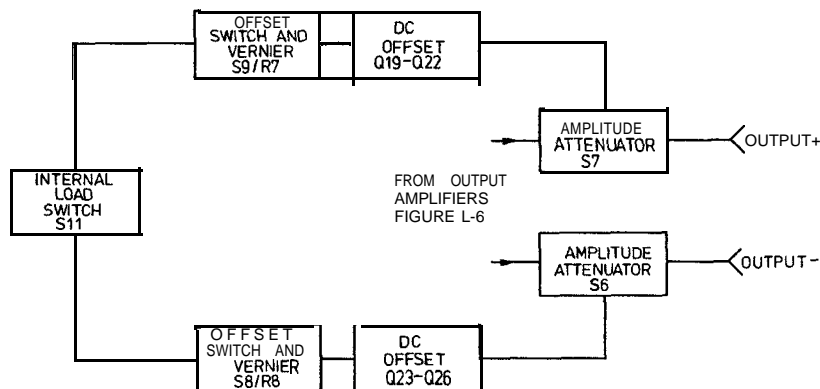 OFFSET
SWITCH AND
VERNIER
S9/R7
DC
OFFSET
Q19-Q22
AMPLITUDE
ATTENUATOR
S7
OUTPUT+
INTERNAL
LOAD
SWITCH
S11
FROM OUTPUT
AMPLIFIERS
FIGURE L-6
AMPLITUDE
ATTENUATOR
S6
OUTPUT-
OFFSET
SWITCH AND
VERNIER
S8/R8
DC
OFFSET
Q23-Q26